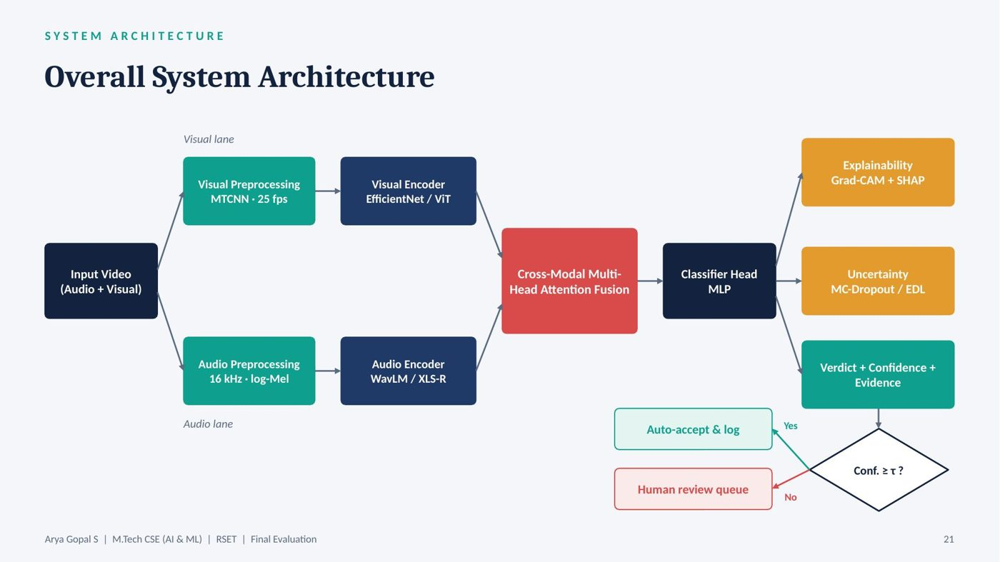 SYSTEM ARCHITECTURE
Overall System Architecture
Visual lane
Visual Preprocessing
MTCNN · 25 fps
Visual Encoder
EfficientNet / ViT
Input Video
(Audio + Visual)
Audio Preprocessing
16 kHz · log-Mel
Audio Encoder
WavLM / XLS-R
Audio lane
Cross-Modal Multi-
Head Attention Fusion
Classifier Head
MLP
Explainability
Grad-CAM + SHAP
Uncertainty
MC-Dropout / EDL
Verdict + Confidence +
Evidence
Conf. ≥ τ ?
Yes
Auto-accept & log
No
Human review queue
Arya Gopal S | M.Tech CSE (AI & ML) | RSET | Final Evaluation
21